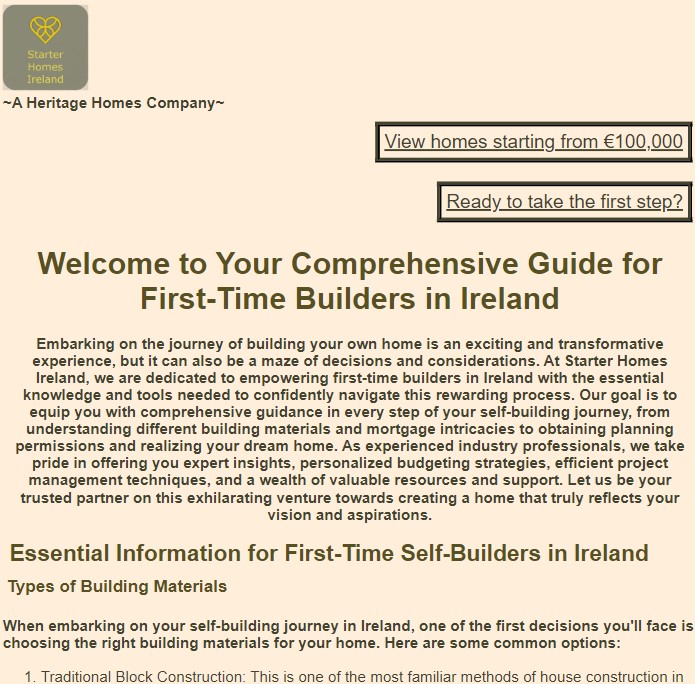 Starter
Homes
Ireland
~A Heritage Homes Company~
View homes starting from €100,000
Ready to take the first step?
Welcome to Your Comprehensive Guide for
First-Time Builders in Ireland
Embarking on the journey of building your own home is an exciting and transformative
experience, but it can also be a maze of decisions and considerations. At Starter Homes
Ireland, we are dedicated to empowering first-time builders in Ireland with the essential
knowledge and tools needed to confidently navigate this rewarding process. Our goal is to
equip you with comprehensive guidance in every step of your self-building journey, from
understanding different building materials and mortgage intricacies to obtaining planning
permissions and realizing your dream home. As experienced industry professionals, we take
pride in offering you expert insights, personalized budgeting strategies, efficient project
management techniques, and a wealth of valuable resources and support. Let us be your
trusted partner on this exhilarating venture towards creating a home that truly reflects your
vision and aspirations.
Essential Information for First-Time Self-Builders in Ireland
Types of Building Materials
When embarking on your self-building journey in Ireland, one of the first decisions you'll face is
choosing the right building materials for your home. Here are some common options:
1. Traditional Block Construction: This is one of the most familiar methods of house construction in